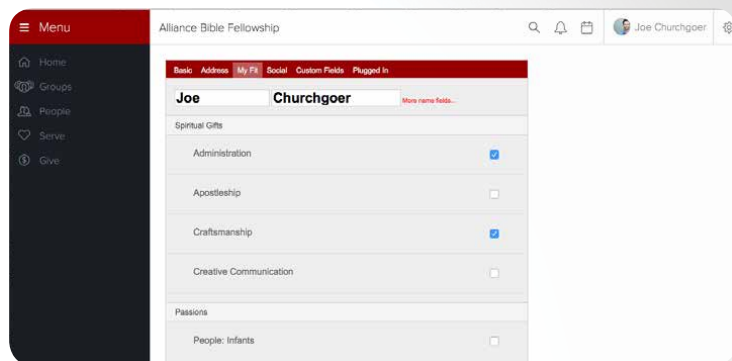 Menu
Alliance Bible Fellowship
Joe Churchgoer
Home
Groups
People
Serve
Give
Basic Address My Fit Social Custom Fields Plugged In
Joe Churchgoer More name fields...
Spiritual Gifts
Administration
Apostleship
Craftsmanship
Creative Communication
Passions
People: Infants